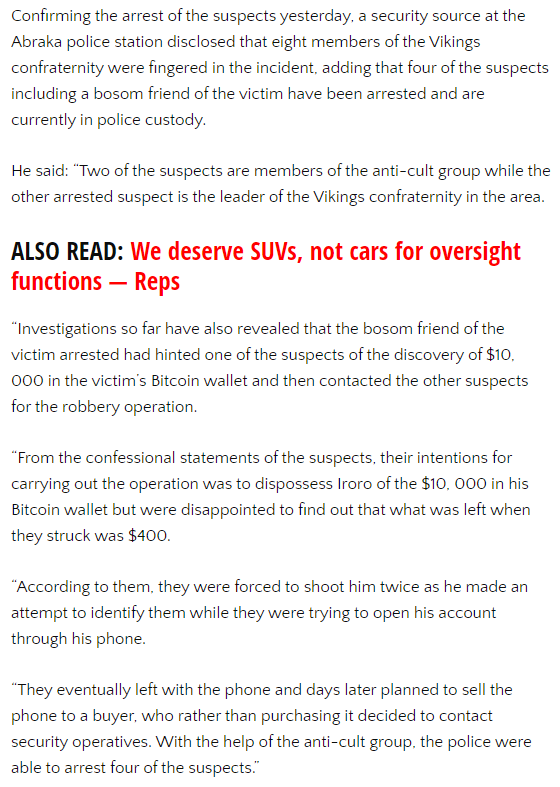 Confirming the arrest of the suspects yesterday, a security source at the
Abraka police station disclosed that eight members of the Vikings
confraternity were fingered in the incident, adding that four of the suspects
including a bosom friend of the victim have been arrested and are
currently in police custody.
He said: “Two of the suspects are members of the anti-cult group while the
other arrested suspect is the leader of the Vikings confraternity in the area.
ALSO READ: We deserve SUVs, not cars for oversight
functions — Reps
“Investigations so far have also revealed that the bosom friend of the
victim arrested had hinted one of the suspects of the discovery of $10,
000 in the victim’s Bitcoin wallet and then contacted the other suspects
for the robbery operation.
“From the confessional statements of the suspects, their intentions for
carrying out the operation was to dispossess Iroro of the $10, 000 in his
Bitcoin wallet but were disappointed to find out that what was left when
they struck was $400.
“According to them, they were forced to shoot him twice as he made an
attempt to identify them while they were trying to open his account
through his phone.
“They eventually left with the phone and days later planned to sell the
phone to a buyer, who rather than purchasing it decided to contact
security operatives. With the help of the anti-cult group, the police were
able to arrest four of the suspects.”